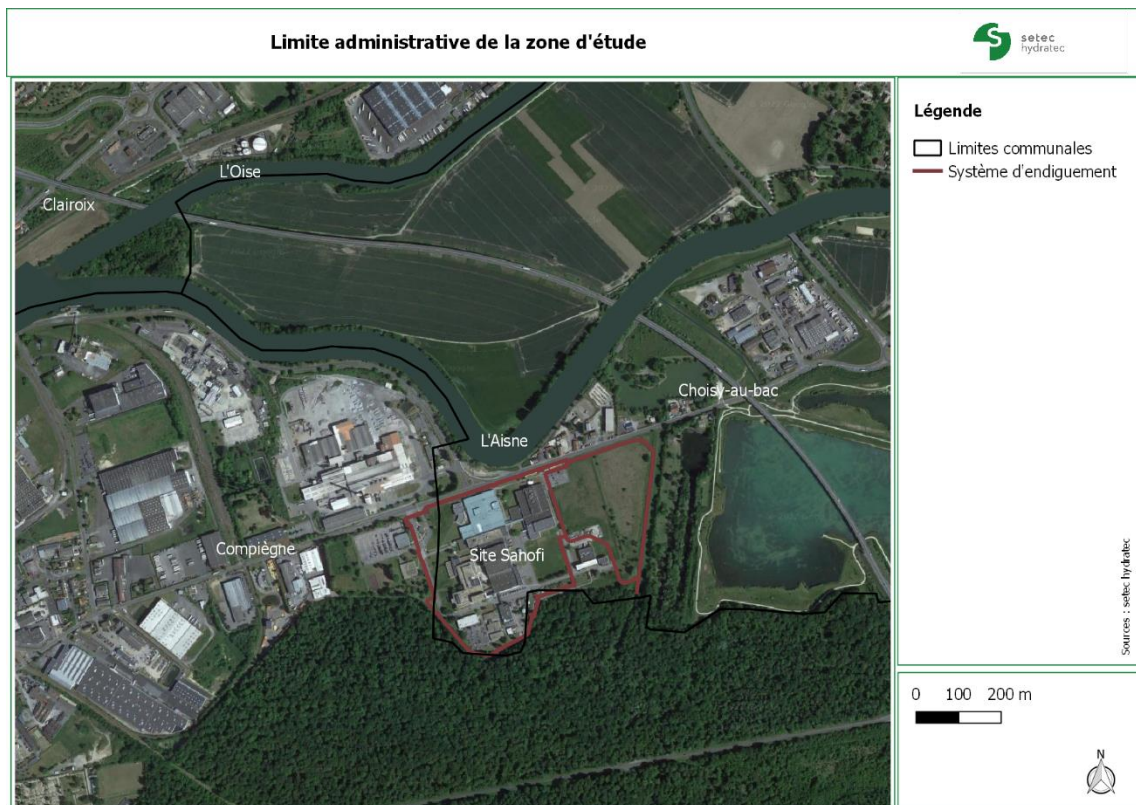 Limite administrative de la zone d'étude
setec
hydratec
Légende
Limites communales
Système d'endiguement
L'Oise
Clairoix
Choisy-au-bac
L'Aisne
Compiègne
Site Sahofi
Sources : setec hydratec
0 100 200 m
N